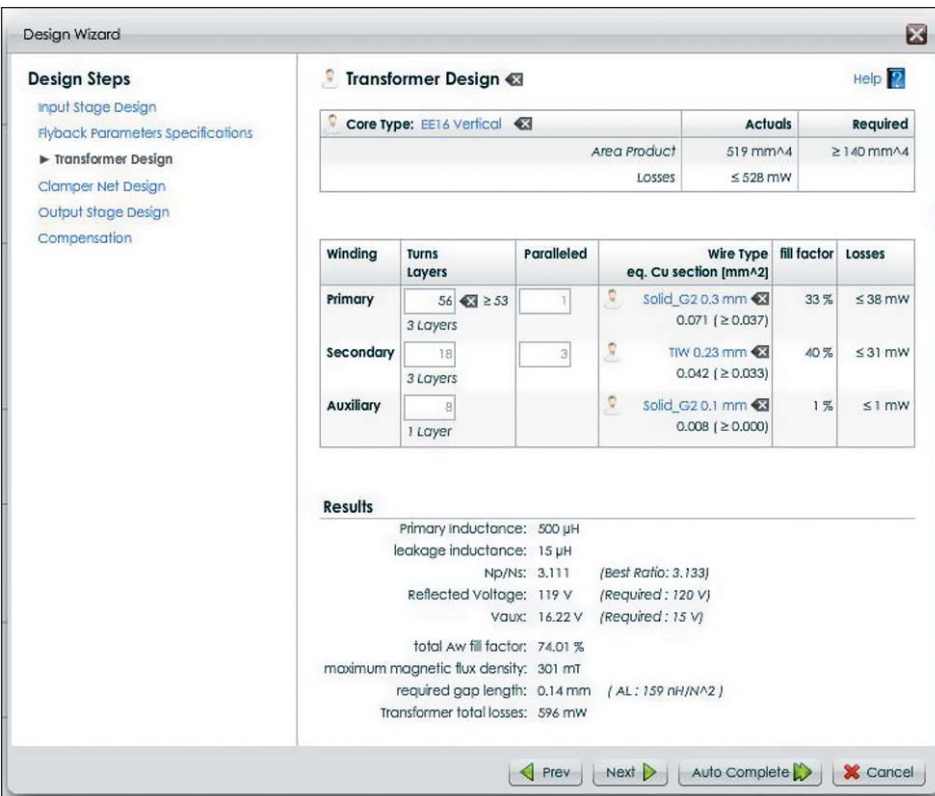 Design Wizard
Design Steps
Input Stage Design
Flyback Parameters Specifications
► Transformer Design
Clamper Net Design
Output Stage Design
Compensation
Transformer Design
Help ?
Core Type: EE16 Vertical Actuals Required
Area Product 519 mm^4 ≥ 140 mm^4
Losses ≤ 528 mW
Winding Turns Paralleled Wire Type fill factor Losses
Layers eq. Cu section [mm^2]
Primary 56 ≥ 53 1 Solid_G2 0.3 mm 33 % ≤ 38 mW
3 Layers 0.071 ( ≥ 0.037)
Secondary 18 3 TIW 0.23 mm 40 % ≤ 31 mW
3 Layers 0.042 ( ≥ 0.033)
Auxiliary 8 Solid_G2 0.1 mm 1 % ≤ 1 mW
1 Layer 0.008 ( ≥ 0.000)
Results
Primary Inductance: 500 µH
leakage inductance: 15 µH
Np/Ns: 3.111 (Best Ratio: 3.133)
Reflected Voltage: 119 V (Required : 120 V)
Vaux: 16.22 V (Required : 15 V)
total Aw fill factor: 74.01 %
maximum magnetic flux density: 301 mT
required gap length: 0.14 mm ( AL : 159 nH/N^2 )
Transformer total losses: 596 mW
Prev Next Auto Complete Cancel